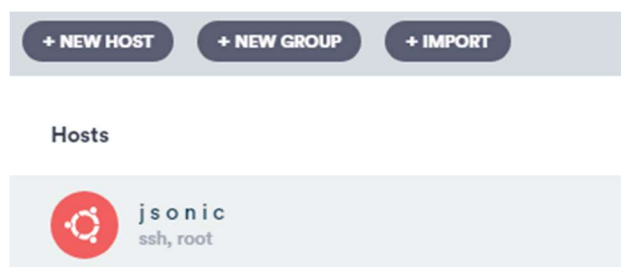 + NEW HOST + NEW GROUP + IMPORT
Hosts
jsonic
ssh, root